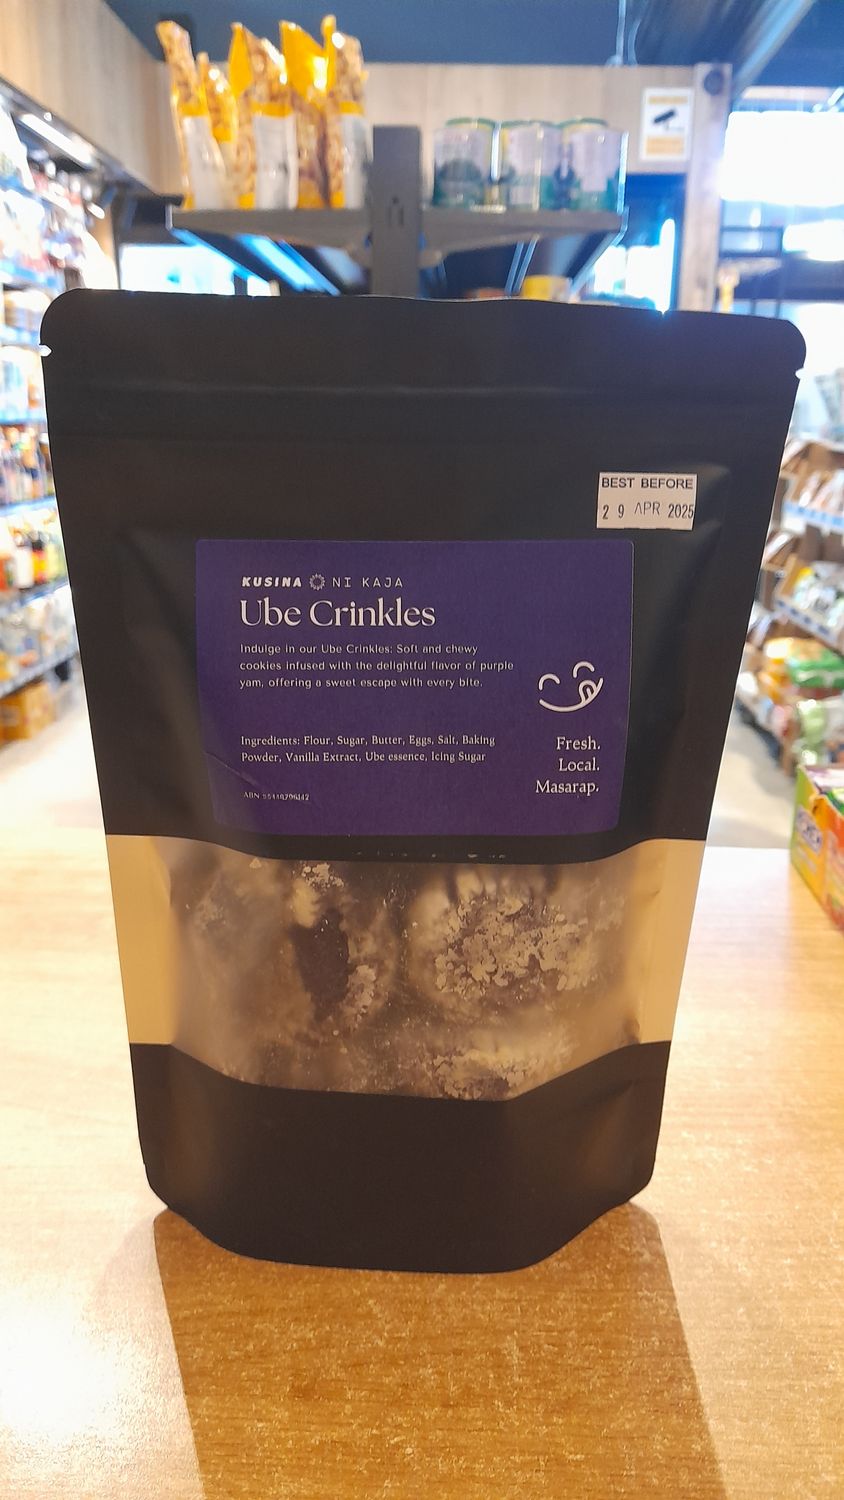 BEST BEFORE
29 APR 2025
KUSINA NI KAJA
Ube Crinkles
Indulge in our Ube Crinkles: Soft and chewy
cookies infused with the delightful flavor of purple
yam, offering a sweet escape with every bite.
Ingredients: Flour, Sugar, Butter, Eggs, Salt, Baking
Powder, Vanilla Extract, Ube essence, Icing Sugar
Fresh.
Local.
Masarap.
ABN